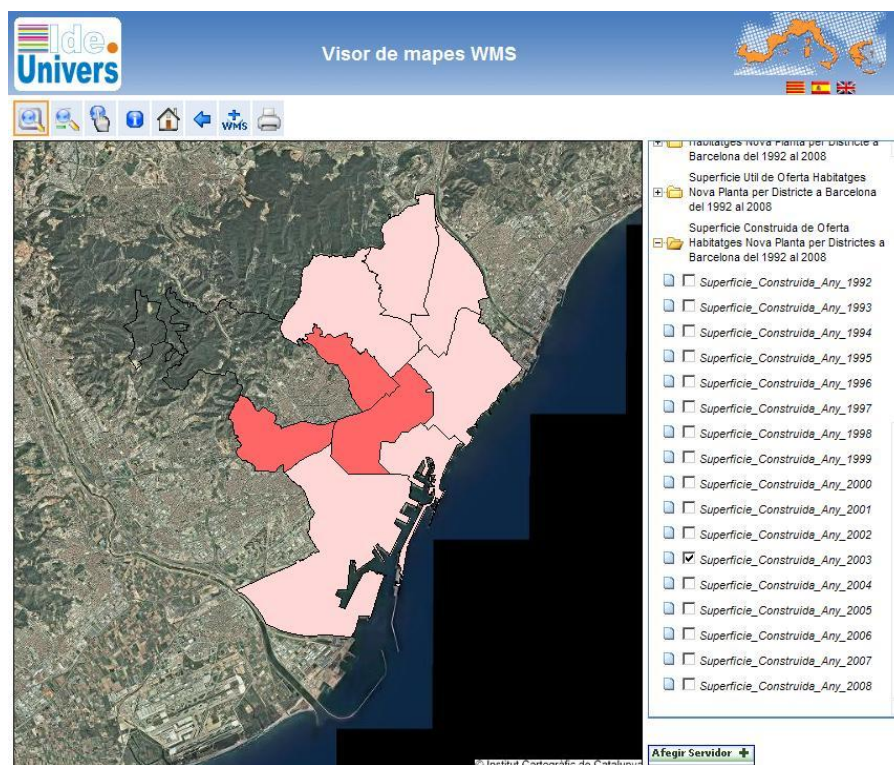 Ide.
Univers
Visor de mapes WMS
WMS
Habitatges Nova Planta per Districte a
Barcelona del 1992 al 2008
Superficie Util de Oferta Habitatges
Nova Planta per Districte a Barcelona
del 1992 al 2008
Superficie Construida de Oferta
Habitatges Nova Planta per Districtes a
Barcelona del 1992 al 2008
Superficie_Construida_Any_1992
Superficie_Construida_Any_1993
Superficie_Construida_Any_1994
Superficie_Construida_Any_1995
Superficie_Construida_Any_1996
Superficie_Construida_Any_1997
Superficie_Construida_Any_1998
Superficie_Construida_Any_1999
Superficie_Construida_Any_2000
Superficie_Construida_Any_2001
Superficie_Construida_Any_2002
Superficie_Construida_Any_2003
Superficie_Construida_Any_2004
Superficie_Construida_Any_2005
Superficie_Construida_Any_2006
Superficie_Construida_Any_2007
Superficie_Construida_Any_2008
© Institut Cartogràfic de Catalunya
Afegir Servidor +